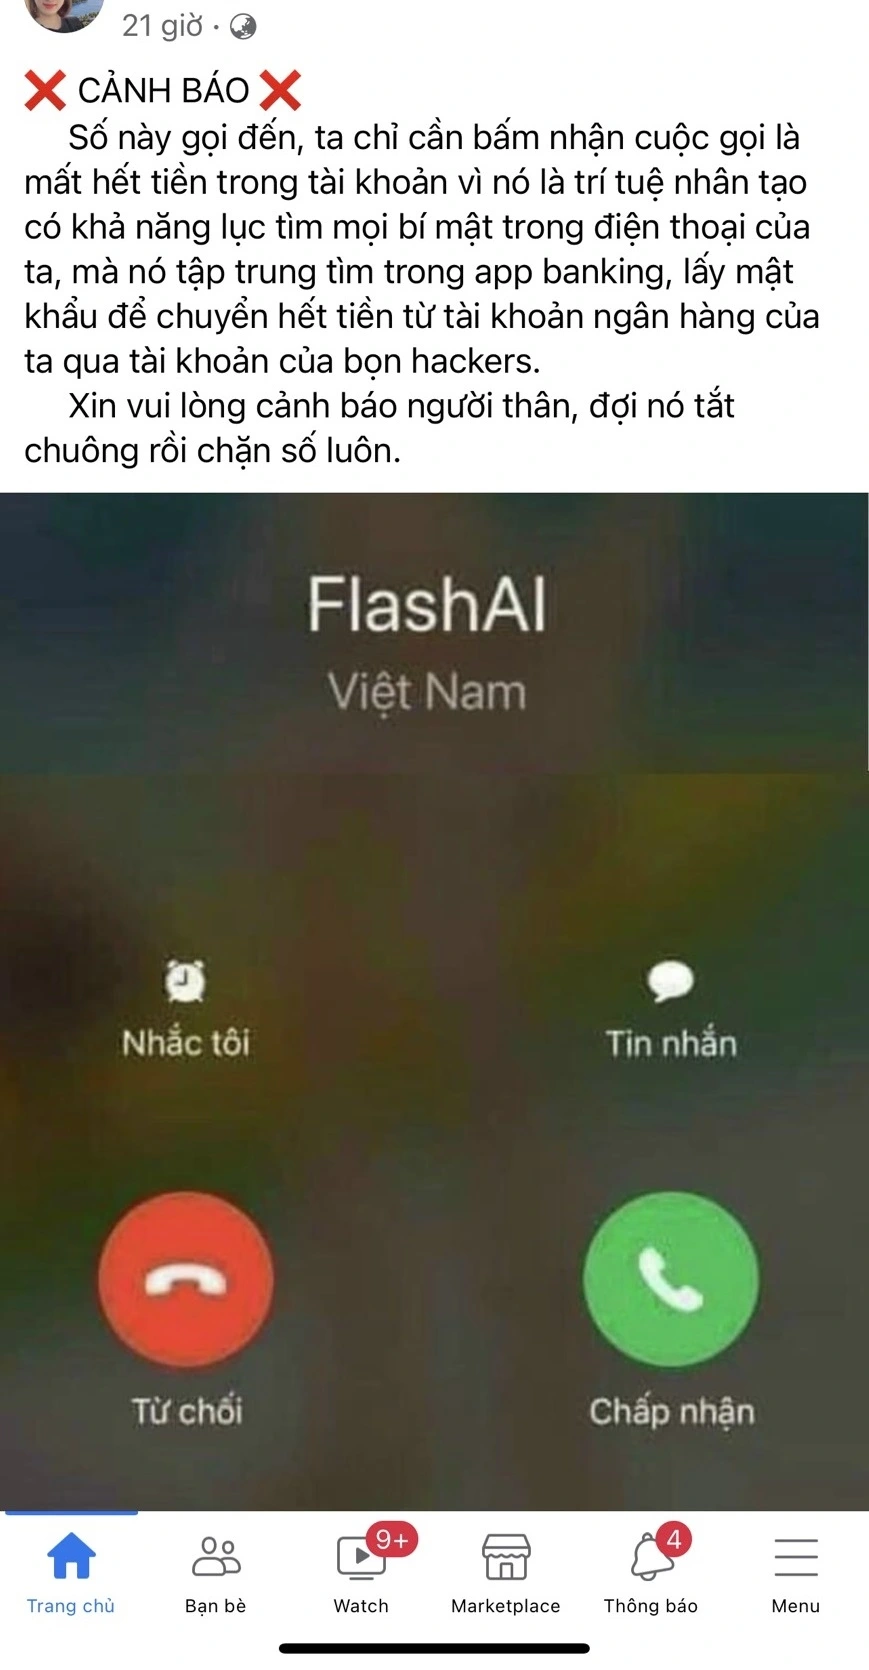 21 giờ ·
❌ CẢNH BÁO ❌
Số này gọi đến, ta chỉ cần bấm nhận cuộc gọi là
mất hết tiền trong tài khoản vì nó là trí tuệ nhân tạo
có khả năng lục tìm mọi bí mật trong điện thoại của
ta, mà nó tập trung tìm trong app banking, lấy mật
khẩu để chuyển hết tiền từ tài khoản ngân hàng của
ta qua tài khoản của bọn hackers.
Xin vui lòng cảnh báo người thân, đợi nó tắt
chuông rồi chặn số luôn.
FlashAI
Việt Nam
Nhắc tôi
Tin nhắn
Từ chối
Chấp nhận
9+
4
Trang chủ
Bạn bè
Watch
Marketplace
Thông báo
Menu